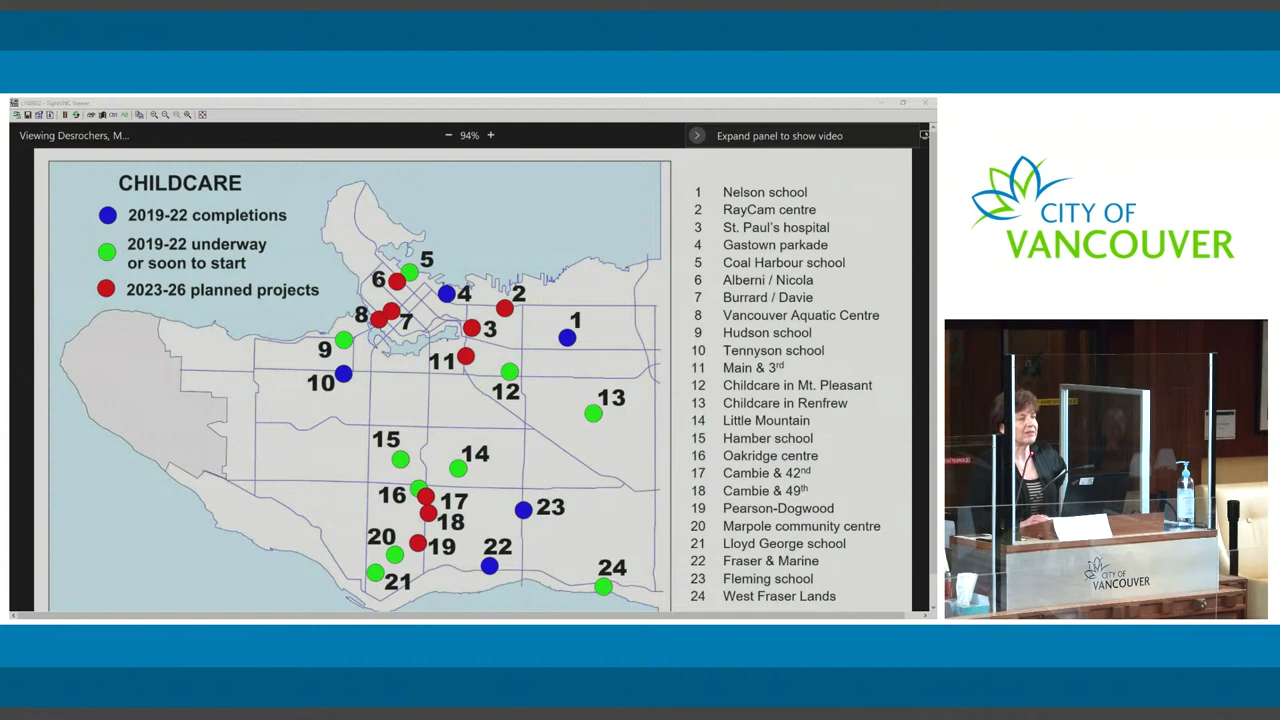 Viewing Desrochers, M...
94%
Expand panel to show video
CHILDCARE
2019-22 completions
2019-22 underway
or soon to start
2023-26 planned projects
5
6
4
2
1
8
7
3
9
11
10
12
13
15
14
16
17
23
18
20
19
22
24
21
1 Nelson school
2 RayCam centre
3 St. Paul's hospital
4 Gastown parkade
5 Coal Harbour school
6 Alberni / Nicola
7 Burrard / Davie
8 Vancouver Aquatic Centre
9 Hudson school
10 Tennyson school
11 Main & 3rd
12 Childcare in Mt. Pleasant
13 Childcare in Renfrew
14 Little Mountain
15 Hamber school
16 Oakridge centre
17 Cambie & 42nd
18 Cambie & 49th
19 Pearson-Dogwood
20 Marpole community centre
21 Lloyd George school
22 Fraser & Marine
23 Fleming school
24 West Fraser Lands
CITY OF
VANCOUVER
CITY OF
VANCOUVER